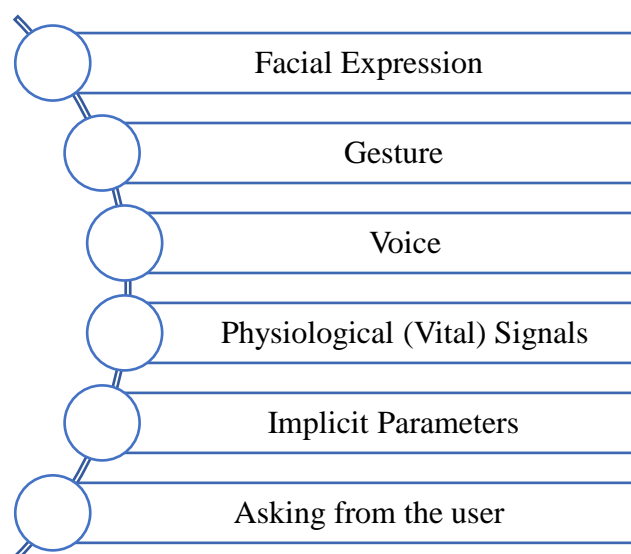 Facial Expression
Gesture
Voice
Physiological (Vital) Signals
Implicit Parameters
Asking from the user